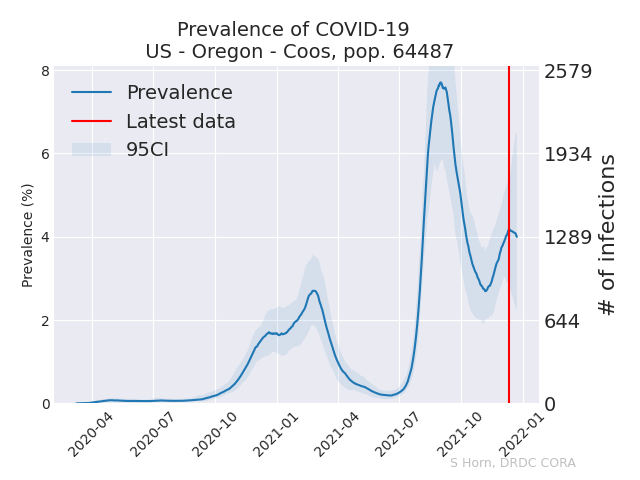 Prevalence of COVID-19
US - Oregon - Coos, pop. 64487
Prevalence
Latest data
95CI
Prevalence (%)
8
6
4
2
0
2579
1934
1289
644
0
# of infections
2020-04
2020-07
2020-10
2021-01
2021-04
2021-07
2021-10
2022-01
S Horn, DRDC CORA